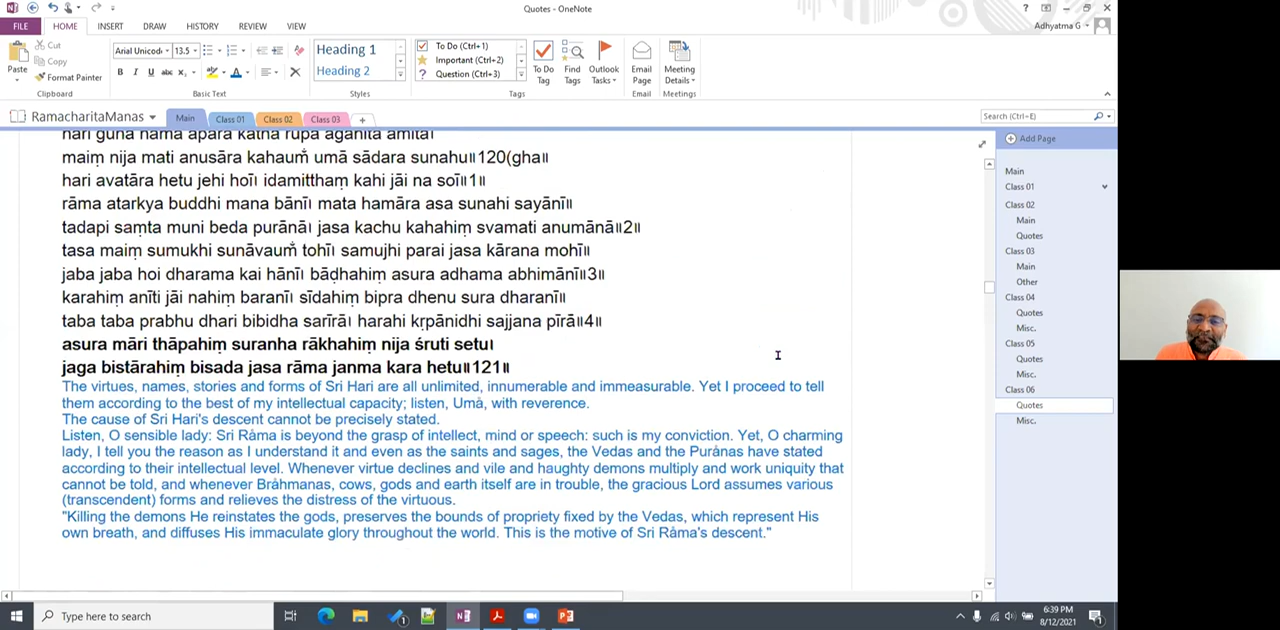 Quotes - OneNote
Adhyatma G
FILE HOME INSERT DRAW HISTORY REVIEW VIEW
Paste
Cut
Copy
Format Painter
Clipboard
Arial Unicode 13.5
B I U abc X₂
Basic Text
Heading 1
Heading 2
Styles
To Do (Ctrl+1)
Important (Ctrl+2)
Question (Ctrl+3)
To Do Tag
Find Tags
Outlook Tasks
Tags
Email Page
Email
Meeting Details
Meetings
RamacharitaManas Main Class 01 Class 02 Class 03 +
Search (Ctrl+E)
hari guna nāma apāra kathā rūpa aganita amita।
maiṃ nija mati anusāra kahaum̐ umā sādara sunahu॥120(gha॥
hari avatāra hetu jehi hoī। idamitthaṃ kahi jāi na soī॥1॥
rāma atarkya buddhi mana bānī। mata hamāra asa sunahi sayānī॥
tadapi saṃta muni beda purānā। jasa kachu kahahiṃ svamati anumānā॥2॥
tasa maiṃ sumukhi sunāvaum̐ tohī। samujhi parai jasa kārana mohī॥
jaba jaba hoi dharama kai hānī। bāḍhahiṃ asura adhama abhimānī॥3॥
karahiṃ anīti jāi nahiṃ baranī। sīdahiṃ bipra dhenu sura dharanī॥
taba taba prabhu dhari bibidha sarīrā। harahi kṛpānidhi sajjana pīrā॥4॥
asura māri thāpahiṃ suranha rākhahiṃ nija śruti setu।
jaga bistārahiṃ bisada jasa rāma janma kara hetu॥121॥
The virtues, names, stories and forms of Sri Hari are all unlimited, innumerable and immeasurable. Yet I proceed to tell
them according to the best of my intellectual capacity; listen, Umā, with reverence.
The cause of Sri Hari's descent cannot be precisely stated.
Listen, O sensible lady: Sri Rāma is beyond the grasp of intellect, mind or speech: such is my conviction. Yet, O charming
lady, I tell you the reason as I understand it and even as the saints and sages, the Vedas and the Purāṇas have stated
according to their intellectual level. Whenever virtue declines and vile and haughty demons multiply and work uniquity that
cannot be told, and whenever Brāhmanas, cows, gods and earth itself are in trouble, the gracious Lord assumes various
(transcendent) forms and relieves the distress of the virtuous.
"Killing the demons He reinstates the gods, preserves the bounds of propriety fixed by the Vedas, which represent His
own breath, and diffuses His immaculate glory throughout the world. This is the motive of Sri Rāma's descent."
Add Page
Main
Class 01
Class 02
Main
Quotes
Class 03
Main
Other
Class 04
Quotes
Misc.
Class 05
Quotes
Misc.
Class 06
Quotes
Misc.
Type here to search
6:39 PM
8/12/2021